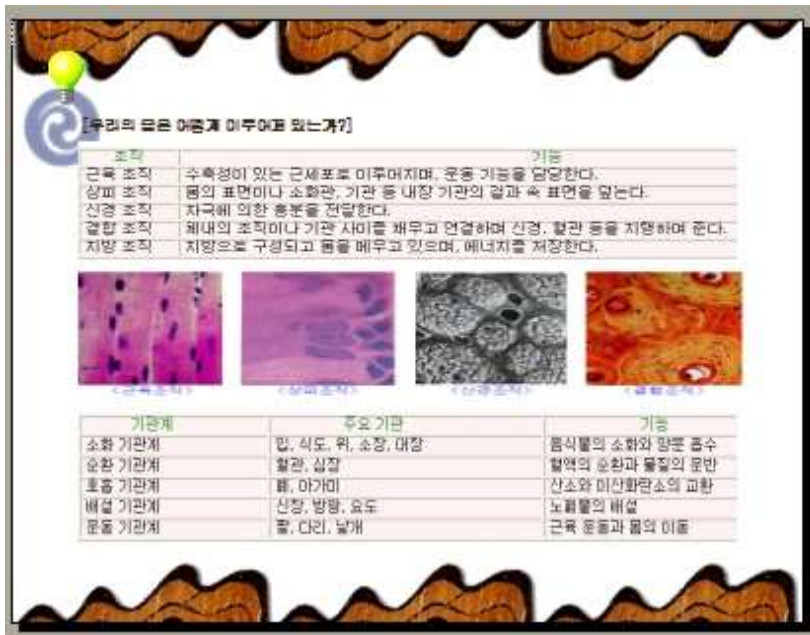 [우리의 몸은 어떻게 이루어져 있는가?]
조직 기능
근육 조직 수축성이 있는 근세포로 이루어지며, 운동 기능을 담당한다.
상피 조직 몸의 표면이나 소화관, 기관 등 내장 기관의 겉과 속 표면을 덮는다.
신경 조직 자극에 의한 흥분을 전달한다.
결합 조직 체내의 조직이나 기관 사이를 채우고 연결하며 신경, 혈관 등을 지탱하며 준다.
지방 조직 지방으로 구성되고 몸을 메우고 있으며, 에너지를 저장한다.
<근육조직> <상피조직> <신경조직> <결합조직>
기관계 주요 기관 기능
소화 기관계 입, 식도, 위, 소장, 대장 음식물의 소화와 양분 흡수
순환 기관계 혈관, 심장 혈액의 순환과 물질의 운반
호흡 기관계 폐, 아가미 산소와 이산화탄소의 교환
배설 기관계 신장, 방광, 요도 노폐물의 배설
운동 기관계 팔, 다리, 날개 근육 운동과 몸의 이동